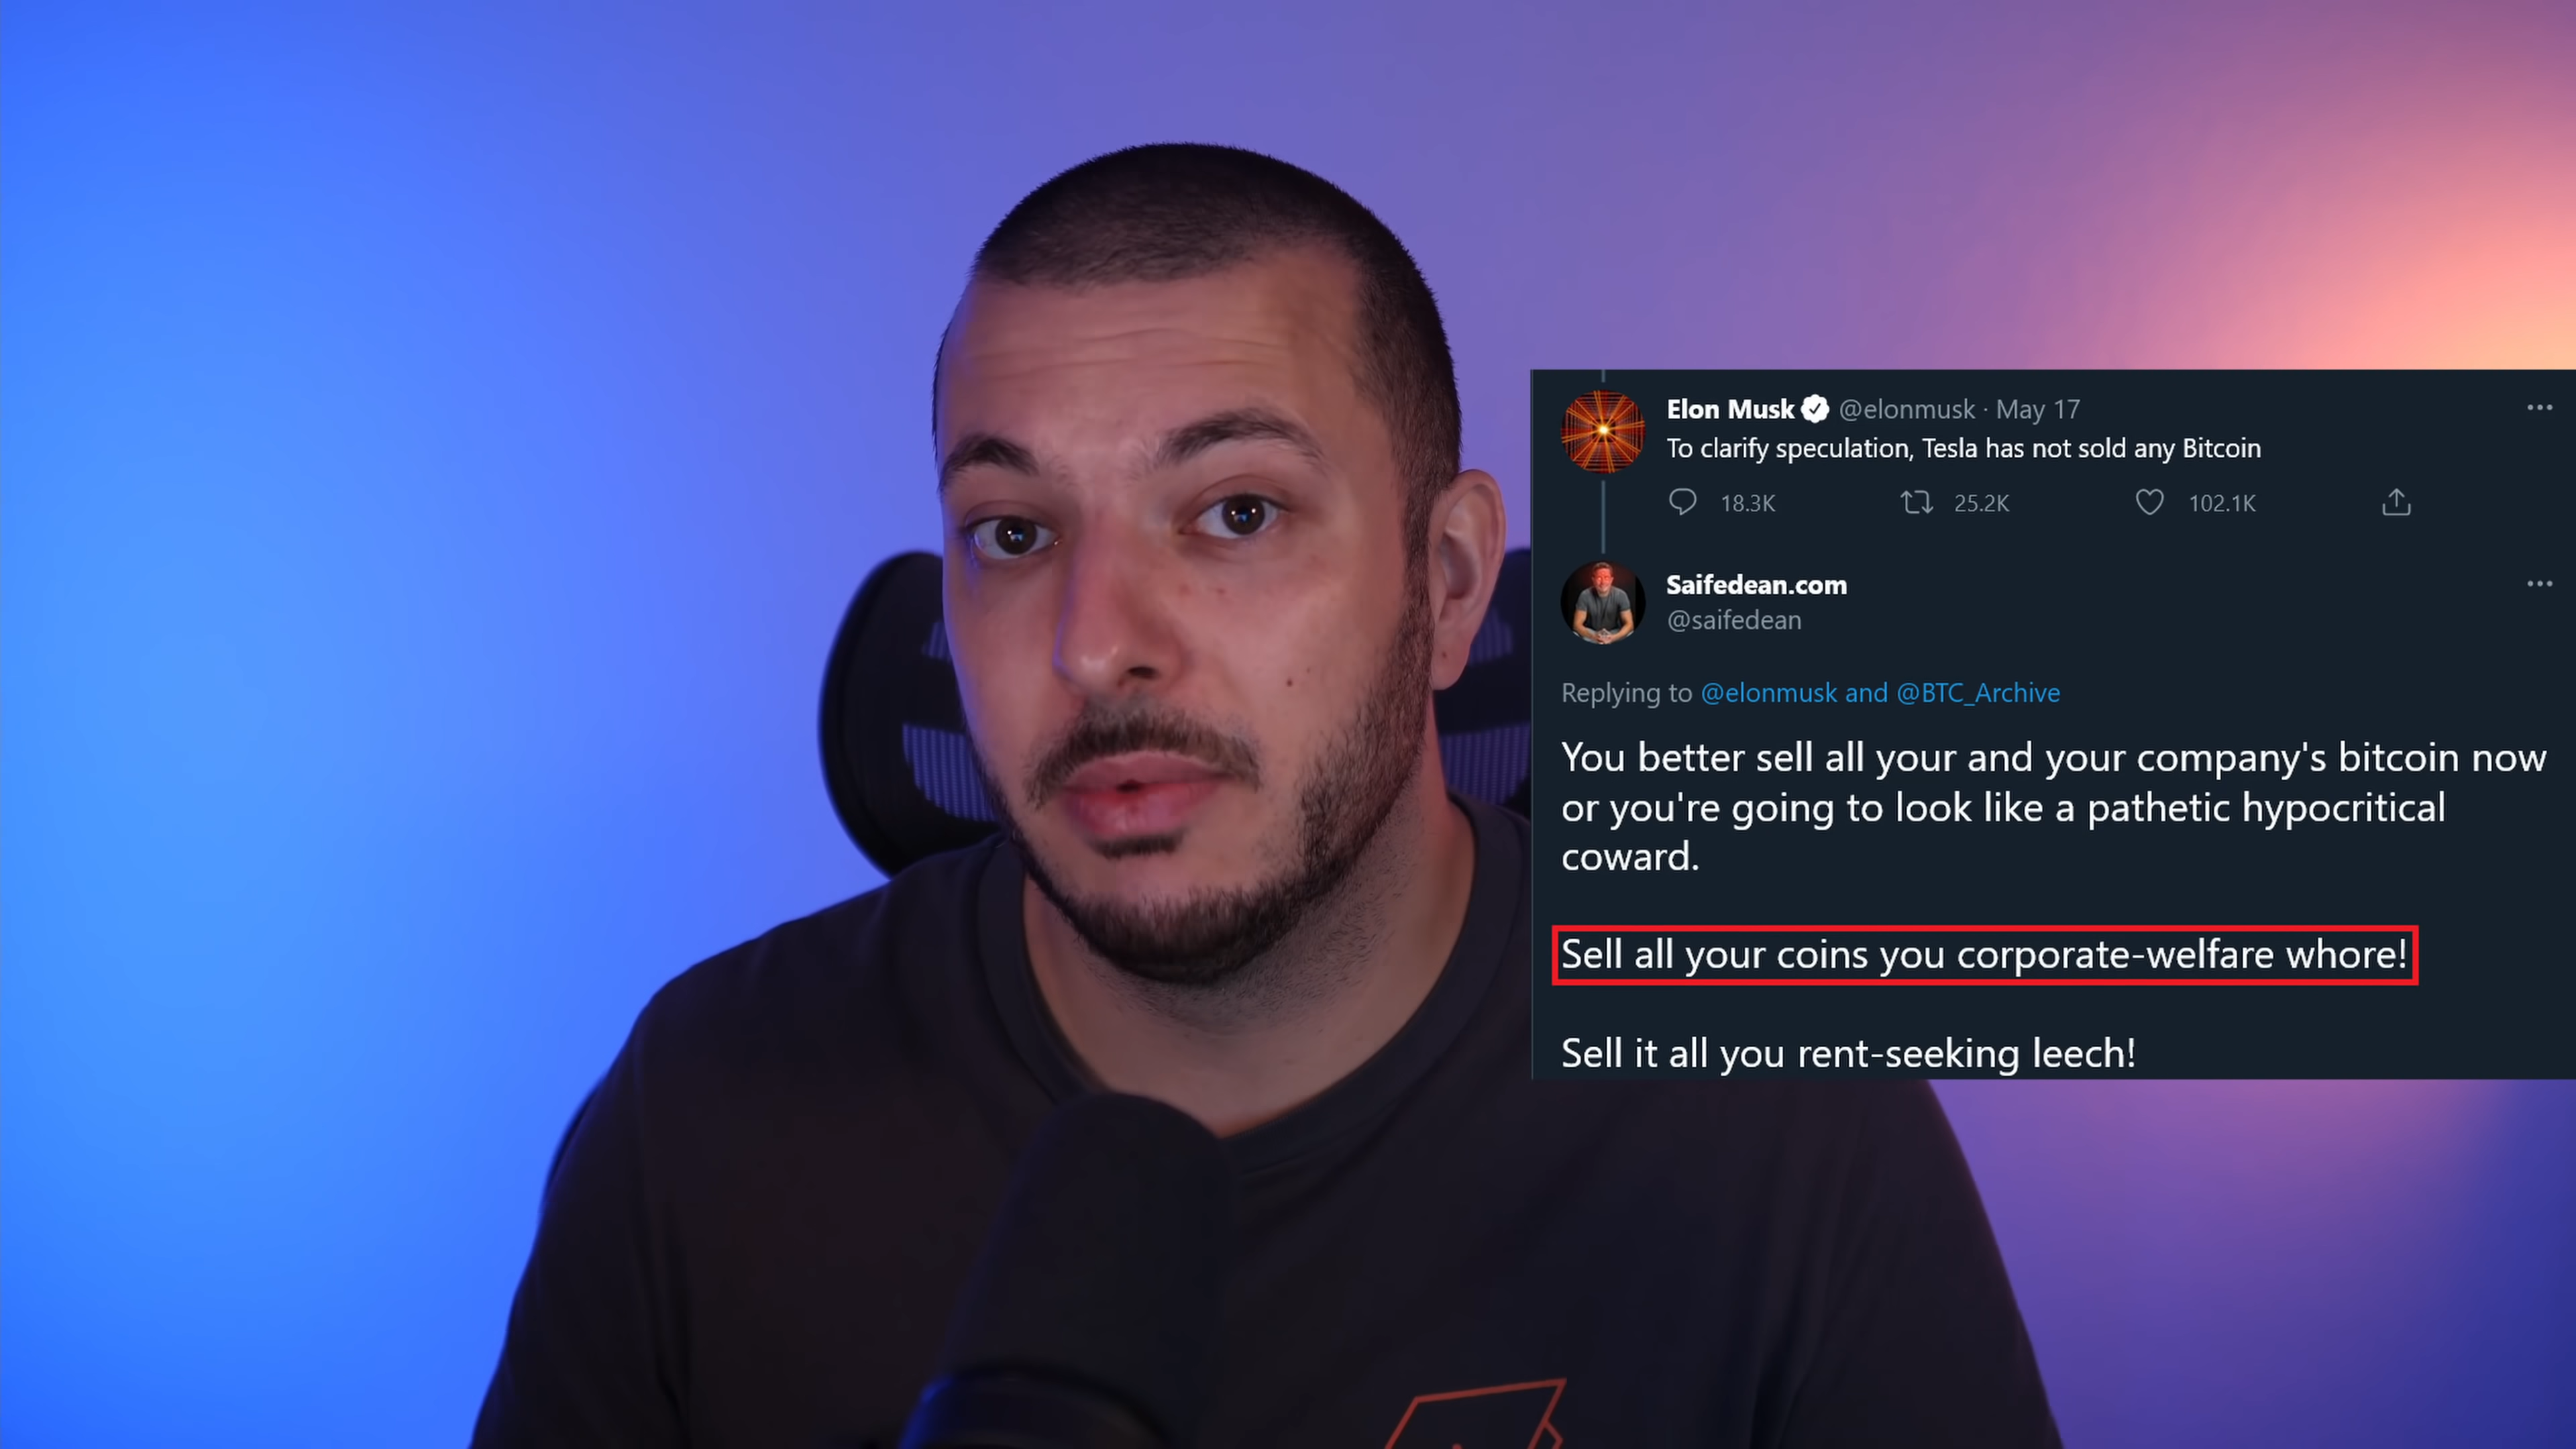 Elon Musk @elonmusk · May 17
To clarify speculation, Tesla has not sold any Bitcoin
18.3K 25.2K 102.1K
Saifedean.com
@saifedean
Replying to @elonmusk and @BTC_Archive
You better sell all your and your company's bitcoin now
or you're going to look like a pathetic hypocritical
coward.
Sell all your coins you corporate-welfare whore!
Sell it all you rent-seeking leech!